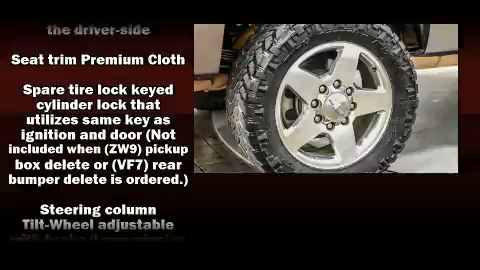 the driver-side
Seat trim Premium Cloth
Spare tire lock keyed
cylinder lock that
utilizes same key as
ignition and door (Not
included when (ZW9) pickup
box delete or (VF7) rear
bumper delete is ordered.)
Steering column
Tilt-Wheel adjustable